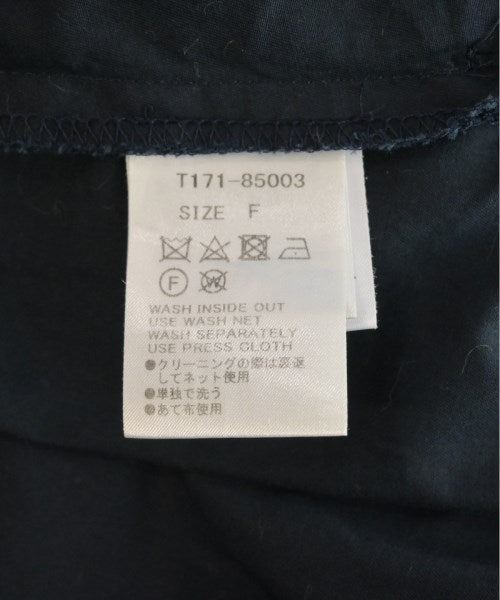 T171-85003
SIZE F
F
W
WASH INSIDE OUT
USE WASH NET
WASH SEPARATELY
USE PRESS CLOTH
●クリーニングの際は裏返
してネット使用
●単独で洗う
●あて布使用